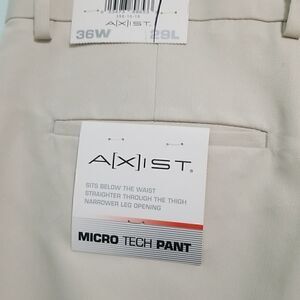 A[X]IST.
36W 29L
A[X]IST®
SITS BELOW THE WAIST
STRAIGHTER THROUGH THE THIGH
NARROWER LEG OPENING
MICRO TECH PANT